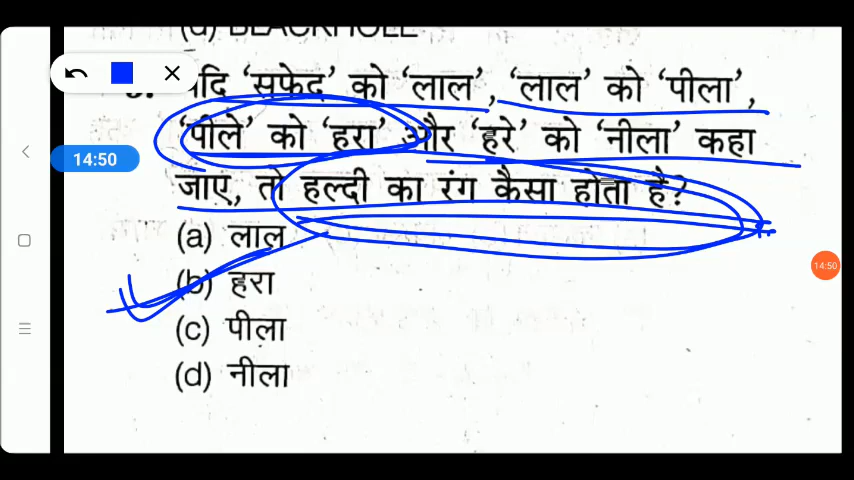 (d) BLACKHOLE
यदि 'सफेद' को 'लाल', 'लाल' को 'पीला',
'पीले' को 'हरा' और 'हरे' को 'नीला' कहा
14:50
जाए, तो हल्दी का रंग कैसा होता है?
(a) लाल
14:50
(b) हरा
(c) पीला
(d) नीला